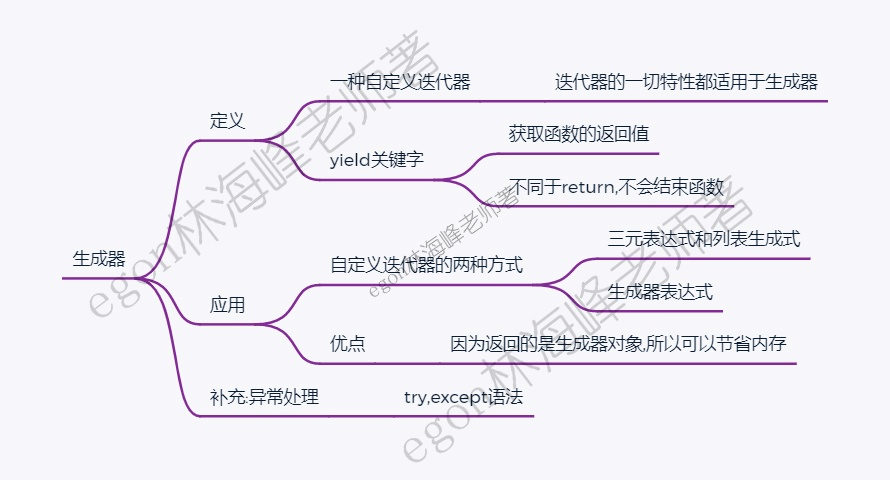 一种自定义迭代器
迭代器的一切特性都适用于生成器
定义
获取函数的返回值
yield关键字
不同于return,不会结束函数
生成器
三元表达式和列表生成式
自定义迭代器的两种方式
生成器表达式
应用
优点
因为返回的是生成器对象,所以可以节省内存
补充:异常处理
try,except语法
egon林海峰老师著
egon林海峰老师著
egon林海峰老师著